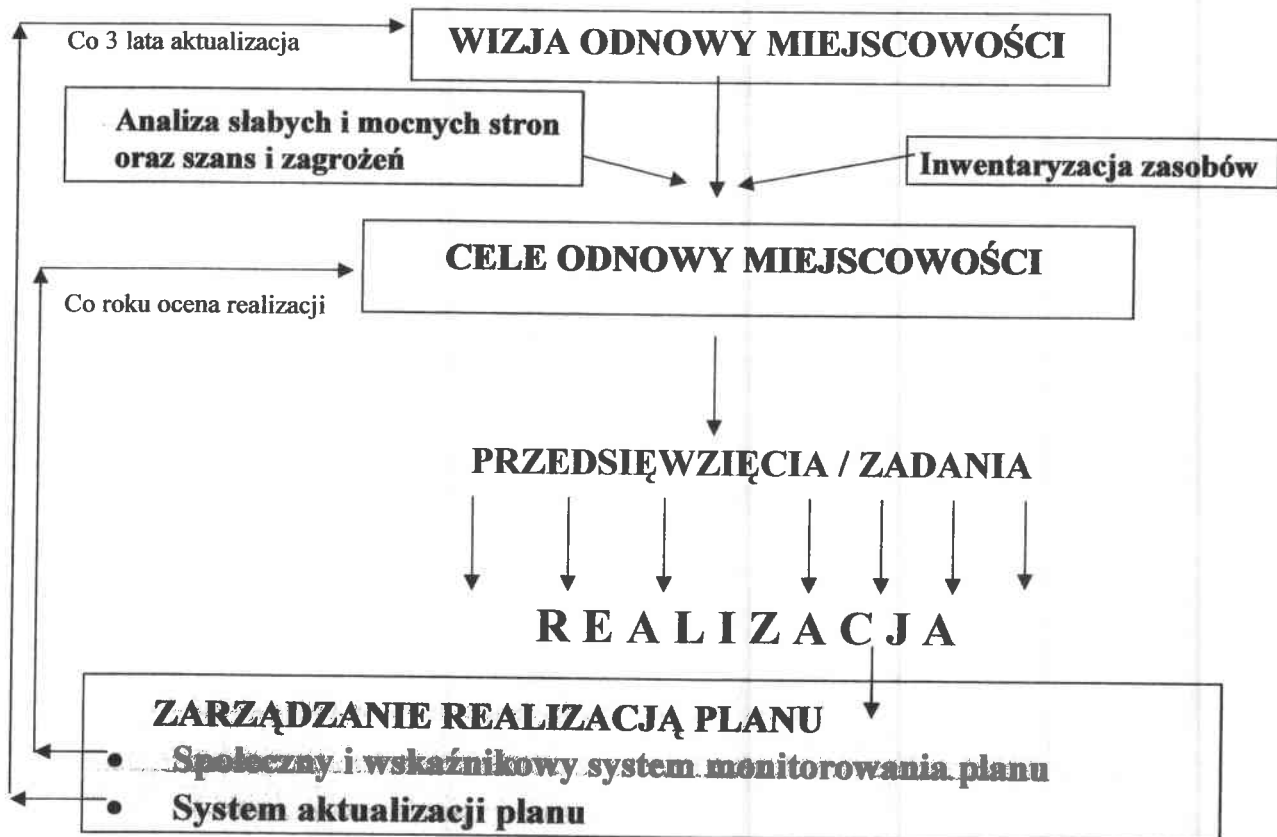 Co 3 lata aktualizacja
WIZJA ODNOWY MIEJSCOWOŚCI
Analiza słabych i mocnych stron
oraz szans i zagrożeń
Inwentaryzacja zasobów
CELE ODNOWY MIEJSCOWOŚCI
Co roku ocena realizacji
PRZEDSIĘWZIĘCIA / ZADANIA
R E A L I Z A C J A
ZARZĄDZANIE REALIZACJĄ PLANU
• Społeczny i wskaźnikowy system monitorowania planu
• System aktualizacji planu